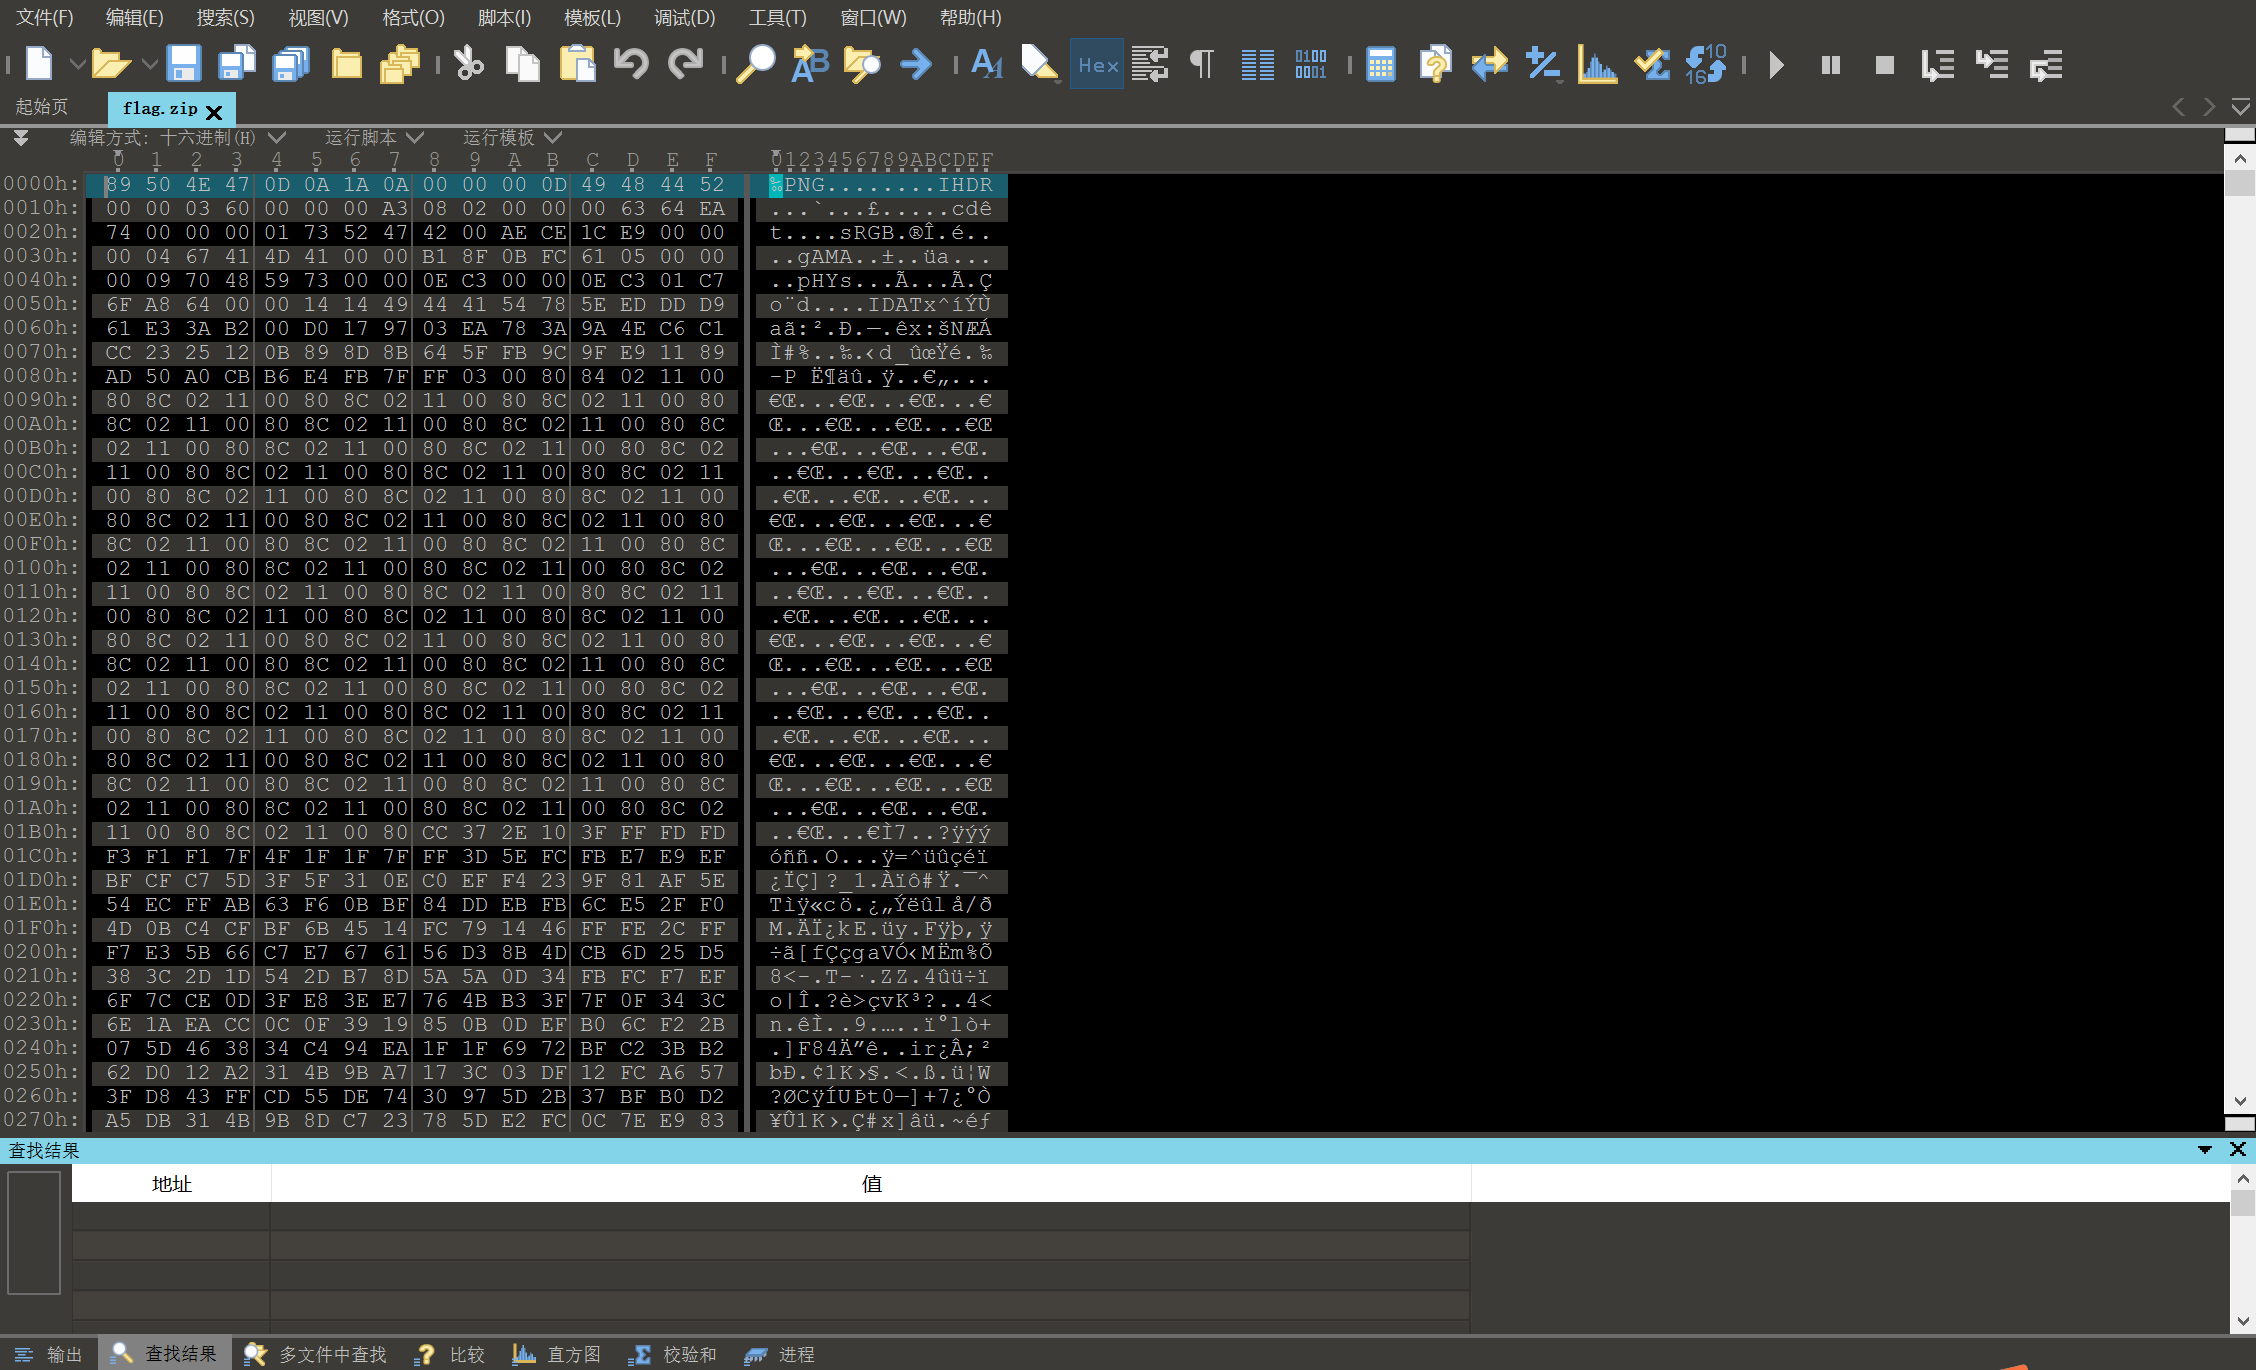 文件(F) 编辑(E) 搜索(S) 视图(V) 格式(O) 脚本(I) 模板(L) 调试(D) 工具(T) 窗口(W) 帮助(H)
起始页 flag.zip
编辑方式: 十六进制(H) 运行脚本 运行模板
0 1 2 3 4 5 6 7 8 9 A B C D E F 0123456789ABCDEF
0000h: 89 50 4E 47 0D 0A 1A 0A 00 00 00 0D 49 48 44 52 ‰PNG........IHDR
0010h: 00 00 03 60 00 00 00 A3 08 02 00 00 00 63 64 EA ...`...£.....cdê
0020h: 74 00 00 00 01 73 52 47 42 00 AE CE 1C E9 00 00 t....sRGB.®Î.é..
0030h: 00 04 67 41 4D 41 00 00 B1 8F 0B FC 61 05 00 00 ..gAMA..±..üa...
0040h: 00 09 70 48 59 73 00 00 0E C3 00 00 0E C3 01 C7 ..pHYs...Ã...Ã.Ç
0050h: 6F A8 64 00 00 14 14 49 44 41 54 78 5E ED DD D9 o¨d....IDATx^íÝÙ
0060h: 61 E3 3A B2 00 D0 17 97 03 EA 78 3A 9A 4E C6 C1 aã:².Ð.—.êx:šNÆÁ
0070h: CC 23 25 12 0B 89 8D 8B 64 5F FB 9C 9F E9 11 89 Ì#%..‰.‹d_ûœŸé.‰
0080h: AD 50 A0 CB B6 E4 FB 7F FF 03 00 80 84 02 11 00 -P Ë¶äû.ÿ..€„...
0090h: 80 8C 02 11 00 80 8C 02 11 00 80 8C 02 11 00 80 €Œ...€Œ...€Œ...€
00A0h: 8C 02 11 00 80 8C 02 11 00 80 8C 02 11 00 80 8C Œ...€Œ...€Œ...€Œ
00B0h: 02 11 00 80 8C 02 11 00 80 8C 02 11 00 80 8C 02 ...€Œ...€Œ...€Œ.
00C0h: 11 00 80 8C 02 11 00 80 8C 02 11 00 80 8C 02 11 ..€Œ...€Œ...€Œ..
00D0h: 00 80 8C 02 11 00 80 8C 02 11 00 80 8C 02 11 00 .€Œ...€Œ...€Œ...
00E0h: 80 8C 02 11 00 80 8C 02 11 00 80 8C 02 11 00 80 €Œ...€Œ...€Œ...€
00F0h: 8C 02 11 00 80 8C 02 11 00 80 8C 02 11 00 80 8C Œ...€Œ...€Œ...€Œ
0100h: 02 11 00 80 8C 02 11 00 80 8C 02 11 00 80 8C 02 ...€Œ...€Œ...€Œ.
0110h: 11 00 80 8C 02 11 00 80 8C 02 11 00 80 8C 02 11 ..€Œ...€Œ...€Œ..
0120h: 00 80 8C 02 11 00 80 8C 02 11 00 80 8C 02 11 00 .€Œ...€Œ...€Œ...
0130h: 80 8C 02 11 00 80 8C 02 11 00 80 8C 02 11 00 80 €Œ...€Œ...€Œ...€
0140h: 8C 02 11 00 80 8C 02 11 00 80 8C 02 11 00 80 8C Œ...€Œ...€Œ...€Œ
0150h: 02 11 00 80 8C 02 11 00 80 8C 02 11 00 80 8C 02 ...€Œ...€Œ...€Œ.
0160h: 11 00 80 8C 02 11 00 80 8C 02 11 00 80 8C 02 11 ..€Œ...€Œ...€Œ..
0170h: 00 80 8C 02 11 00 80 8C 02 11 00 80 8C 02 11 00 .€Œ...€Œ...€Œ...
0180h: 80 8C 02 11 00 80 8C 02 11 00 80 8C 02 11 00 80 €Œ...€Œ...€Œ...€
0190h: 8C 02 11 00 80 8C 02 11 00 80 8C 02 11 00 80 8C Œ...€Œ...€Œ...€Œ
01A0h: 02 11 00 80 8C 02 11 00 80 8C 02 11 00 80 8C 02 ...€Œ...€Œ...€Œ.
01B0h: 11 00 80 8C 02 11 00 80 CC 37 2E 10 3F FF FD FD ..€Œ...€Ì7..?ÿýý
01C0h: F3 F1 F1 7F 4F 1F 1F 7F FF 3D 5E FC FB E7 E9 EF óññ.O...ÿ=^üûçéï
01D0h: BF CF C7 5D 3F 5F 31 0E C0 EF F4 23 9F 81 AF 5E ¿ÏÇ]?_1.Àïô#Ÿ.¯^
01E0h: 54 EC FF AB 63 F6 0B BF 84 DD EB FB 6C E5 2F F0 Tìÿ«cö.¿„Ýëûlå/ð
01F0h: 4D 0B C4 CF BF 6B 45 14 FC 79 14 46 FF FE 2C FF M.ÄÏ¿kE.üy.Fÿþ,ÿ
0200h: F7 E3 5B 66 C7 E7 67 61 56 D3 8B 4D CB 6D 25 D5 ÷ã[fÇçgaVÓ‹MËm%Õ
0210h: 38 3C 2D 1D 54 2D B7 8D 5A 5A 0D 34 FB FC F7 EF 8<-.T-·.ZZ.4ûü÷ï
0220h: 6F 7C CE 0D 3F E8 3E E7 76 4B B3 3F 7F 0F 34 3C o|Î.?è>çvK³?..4<
0230h: 6E 1A EA CC 0C 0F 39 19 85 0B 0D EF B0 6C F2 2B n.êÌ..9.…..ï°lò+
0240h: 07 5D 46 38 34 C4 94 EA 1F 1F 69 72 BF C2 3B B2 .]F84Ä”ê..ir¿Â;²
0250h: 62 D0 12 A2 31 4B 9B A7 17 3C 03 DF 12 FC A6 57 bÐ.¢1K›§.<.ß.ü¦W
0260h: 3F D8 43 FF CD 55 DE 74 30 97 5D 2B 37 BF B0 D2 ?ØCÿÍUÞt0—]+7¿°Ò
0270h: A5 DB 31 4B 9B 8D C7 23 78 5D E2 FC 0C 7E E9 83 ¥Û1K›.Ç#x]âü.~éƒ
查找结果
地址 值
输出 查找结果 多文件中查找 比较 直方图 校验和 进程